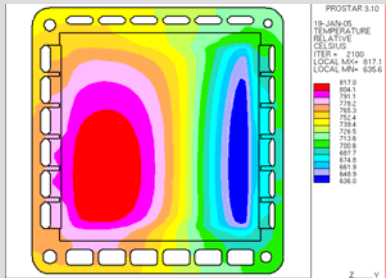 PROSTAR 3.10
19-JAN-05
TEMPERATURE
RELATIVE
CELSIUS
ITER = 2100
LOCAL MX= 817.1
LOCAL MN= 635.6
817.0
804.1
791.1
778.2
765.3
752.4
739.4
726.5
713.6
700.6
687.7
674.8
661.9
648.9
636.0
Z Y